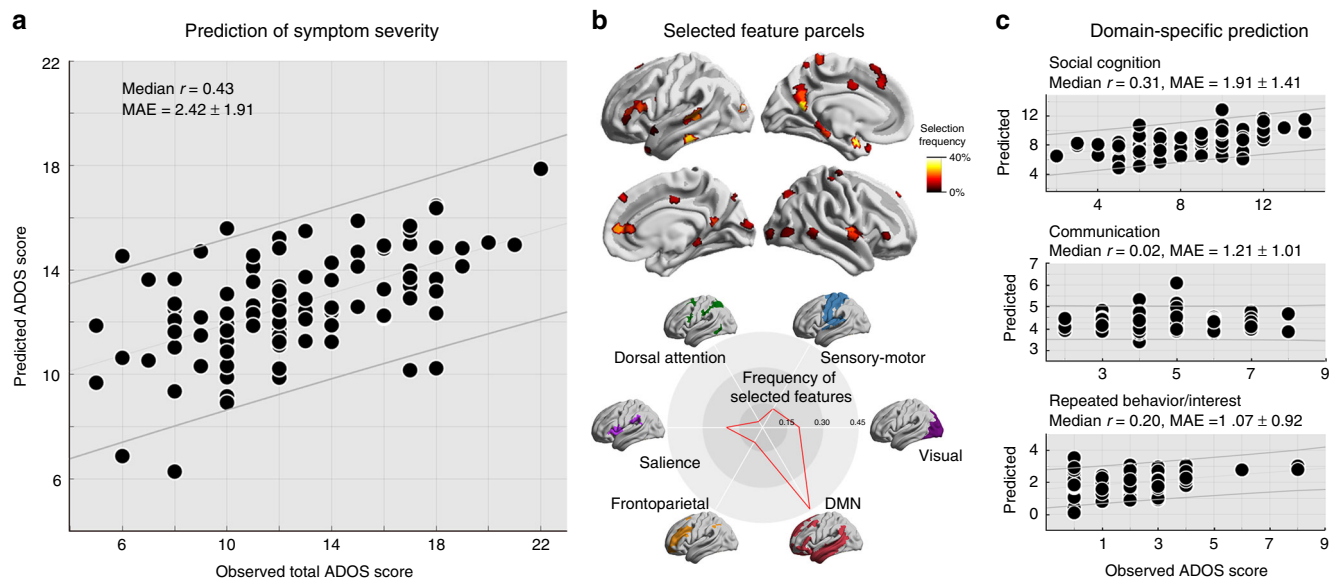 a
Prediction of symptom severity
Median r = 0.43
MAE = 2.42 ± 1.91
Predicted ADOS score
22
18
14
10
6
6
10
14
18
22
Observed total ADOS score
b
Selected feature parcels
Selection
frequency
40%
0%
Dorsal attention
Sensory-motor
Frequency of
selected features
0.15
0.30
0.45
Salience
Visual
Frontoparietal
DMN
c
Domain-specific prediction
Social cognition
Median r = 0.31, MAE = 1.91 ± 1.41
Predicted
12
8
4
4
8
12
Communication
Median r = 0.02, MAE = 1.21 ± 1.01
Predicted
7
6
5
4
3
3
5
7
9
Repeated behavior/interest
Median r = 0.20, MAE =1 .07 ± 0.92
Predicted
4
2
0
1
3
5
7
9
Observed ADOS score